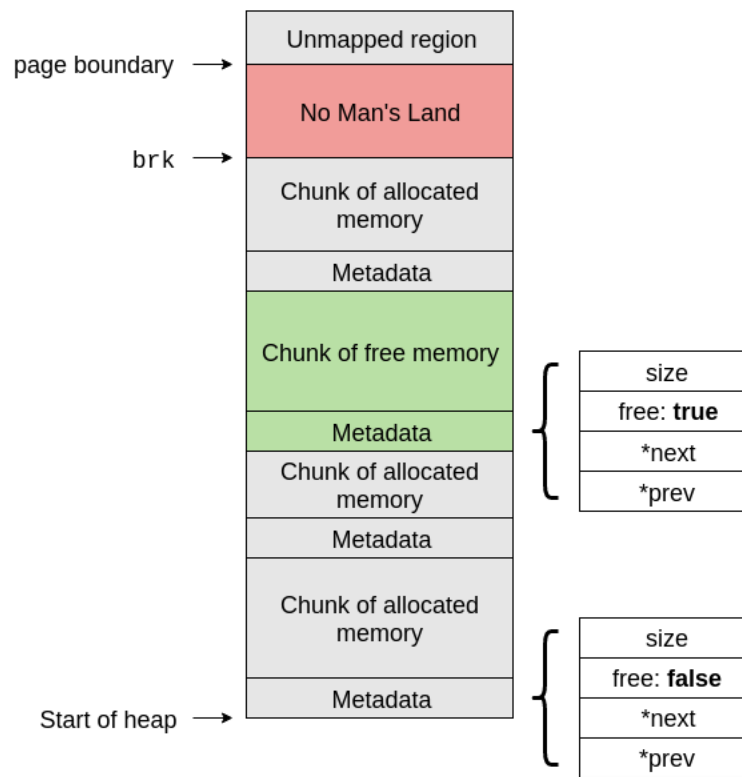 Unmapped region
page boundary
No Man's Land
brk
Chunk of allocated
memory
Metadata
Chunk of free memory
size
free: true
*next
*prev
Metadata
Chunk of allocated
memory
Metadata
Chunk of allocated
memory
size
free: false
*next
*prev
Metadata
Start of heap